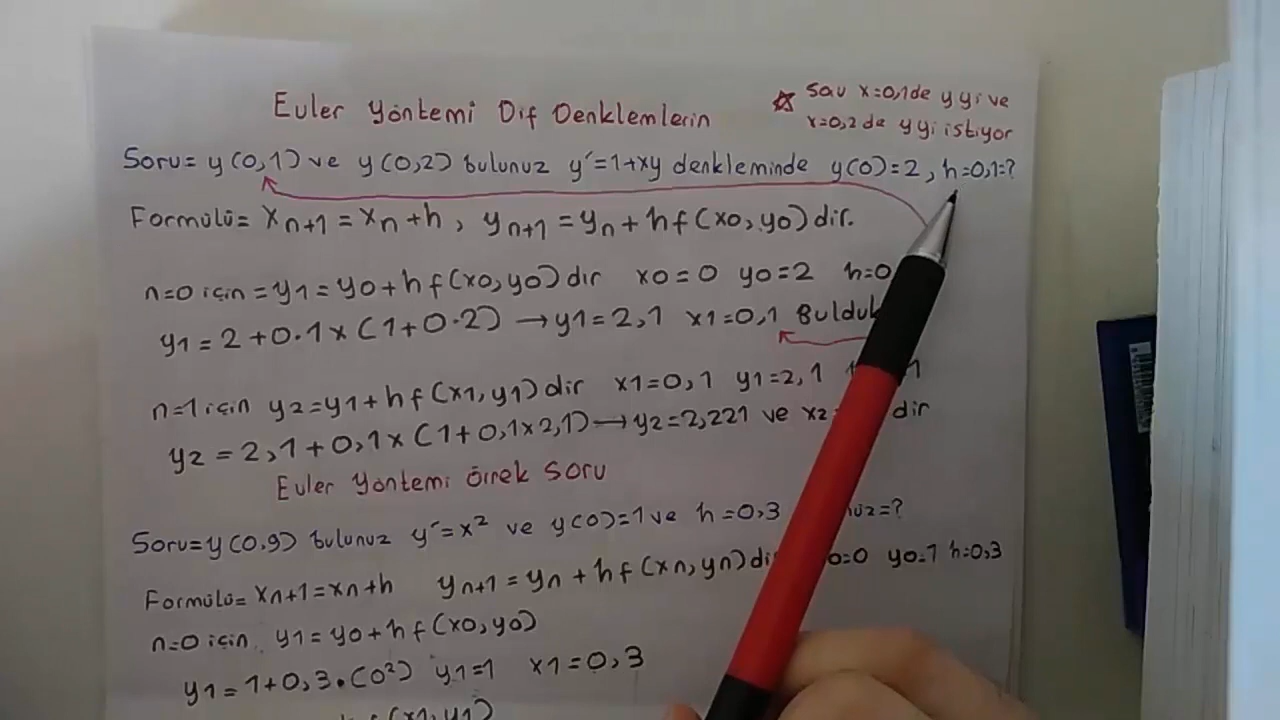 Euler Yöntemi Dif Denklemlerin
Soru x=0,1de y yi ve
x=0,2 de y yi istiyor
Soru= y(0,1) ve y(0,2) bulunuz y'=1+xy denkleminde y(0)=2, h=0,1=?
Formülü= xn+1 = xn+h, yn+1 = yn+hf(x0, y0) dir.
n=0 için= y1= y0+hf(x0,y0) dır x0=0 y0=2 h=0
y1= 2+0.1x(1+0.2) → y1= 2,1 x1=0,1 Bulduk
n=1 için y2=y1+hf(x1,y1) dir x1=0,1 y1=2,1
y2 = 2,1+0,1x(1+0,1x2,1) → y2=2,221 ve x2 dir
Euler Yöntemi Örnek Soru
Soru= y(0,9) bulunuz y'=x² ve y(0)=1 ve h=0,3
Formülü= xn+1=xn+h yn+1 = yn+hf(xn, yn) y0=1 h=0,3
n=0 için y1=y0+hf(x0,y0)
y1=1+0,3.(0²) y1=1 x1=0,3
(x1,y1)